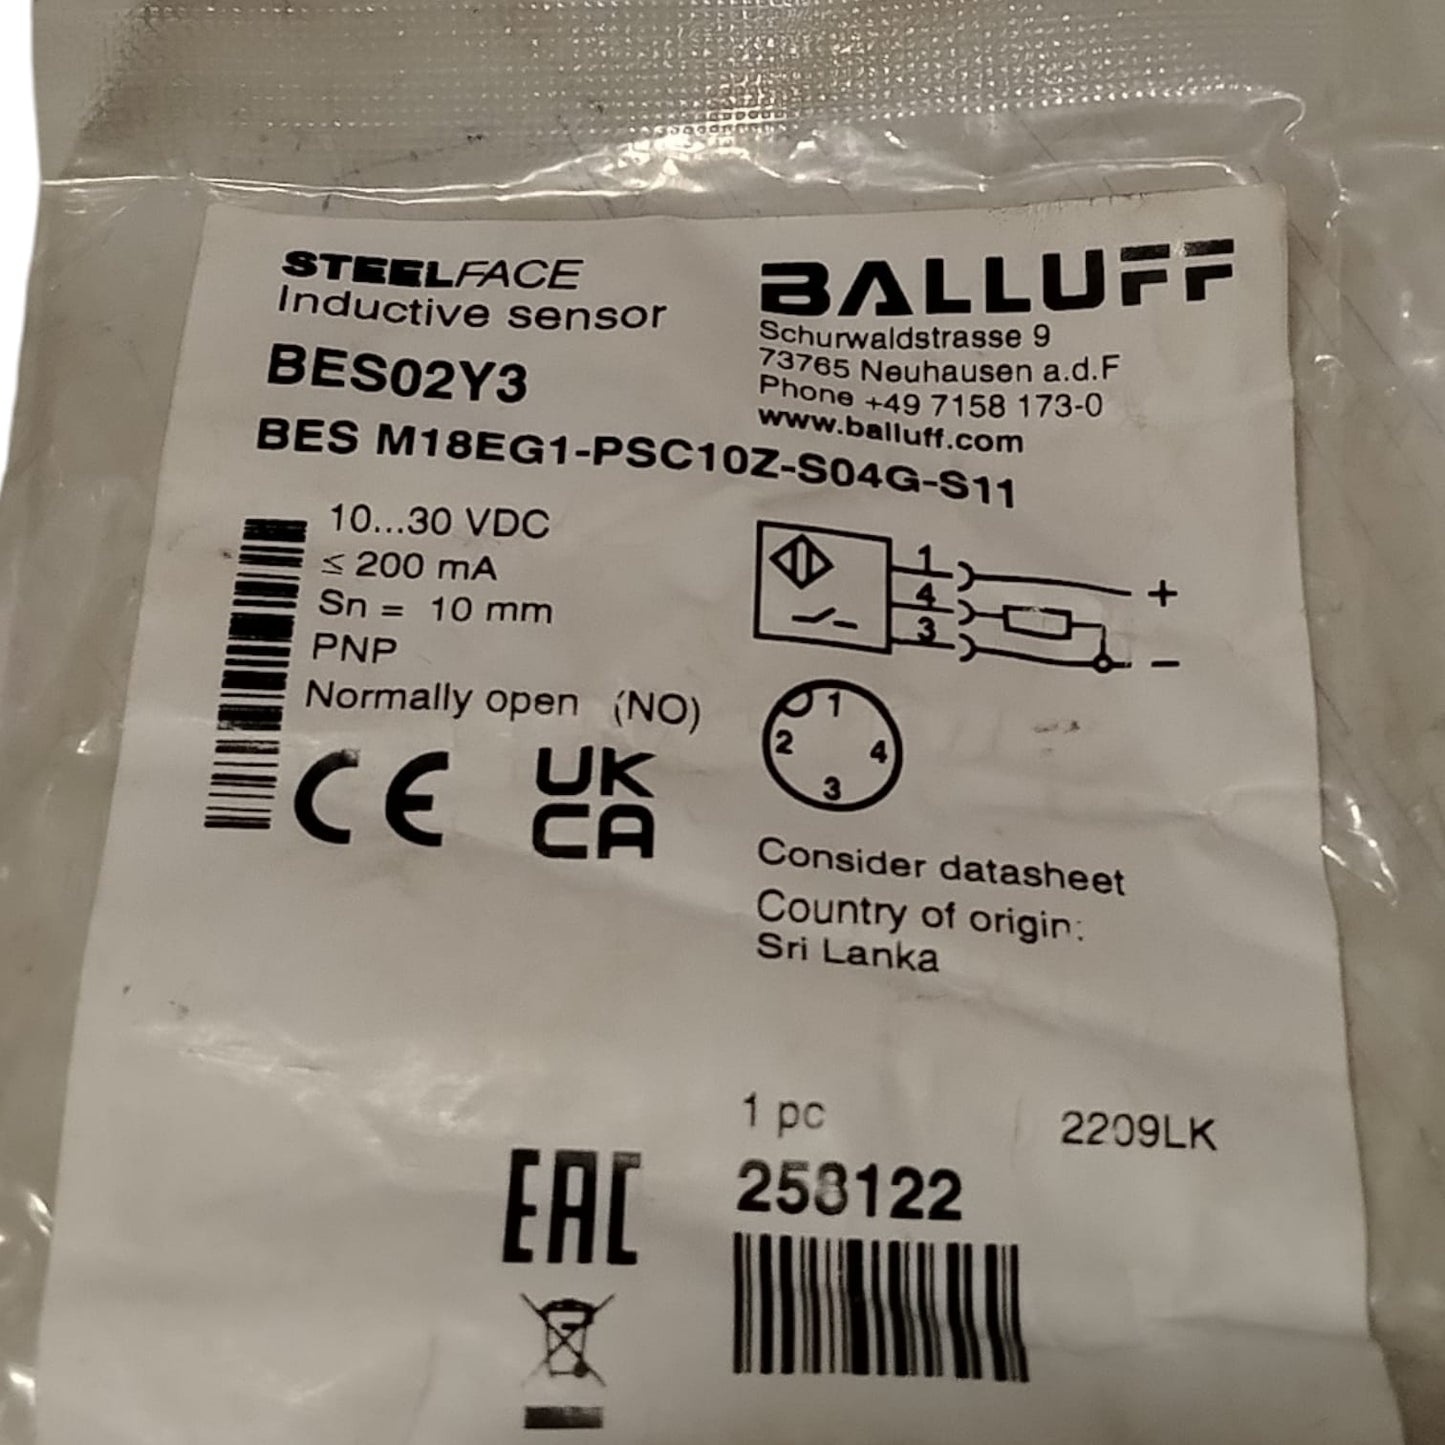 STEELFACE
Inductive sensor
BES02Y3
BES M18EG1-PSC10Z-S04G-S11
BALLUFF
Schurwaldstrasse 9
73765 Neuhausen a.d.F
Phone +49 7158 173-0
www.balluff.com
10...30 VDC
≤ 200 mA
Sn = 10 mm
PNP
Normally open (NO)
CE
UK
CA
1 +
4
3 -
1
2 4
3
Consider datasheet
Country of origin:
Sri Lanka
1 pc 2209LK
EAC
258122